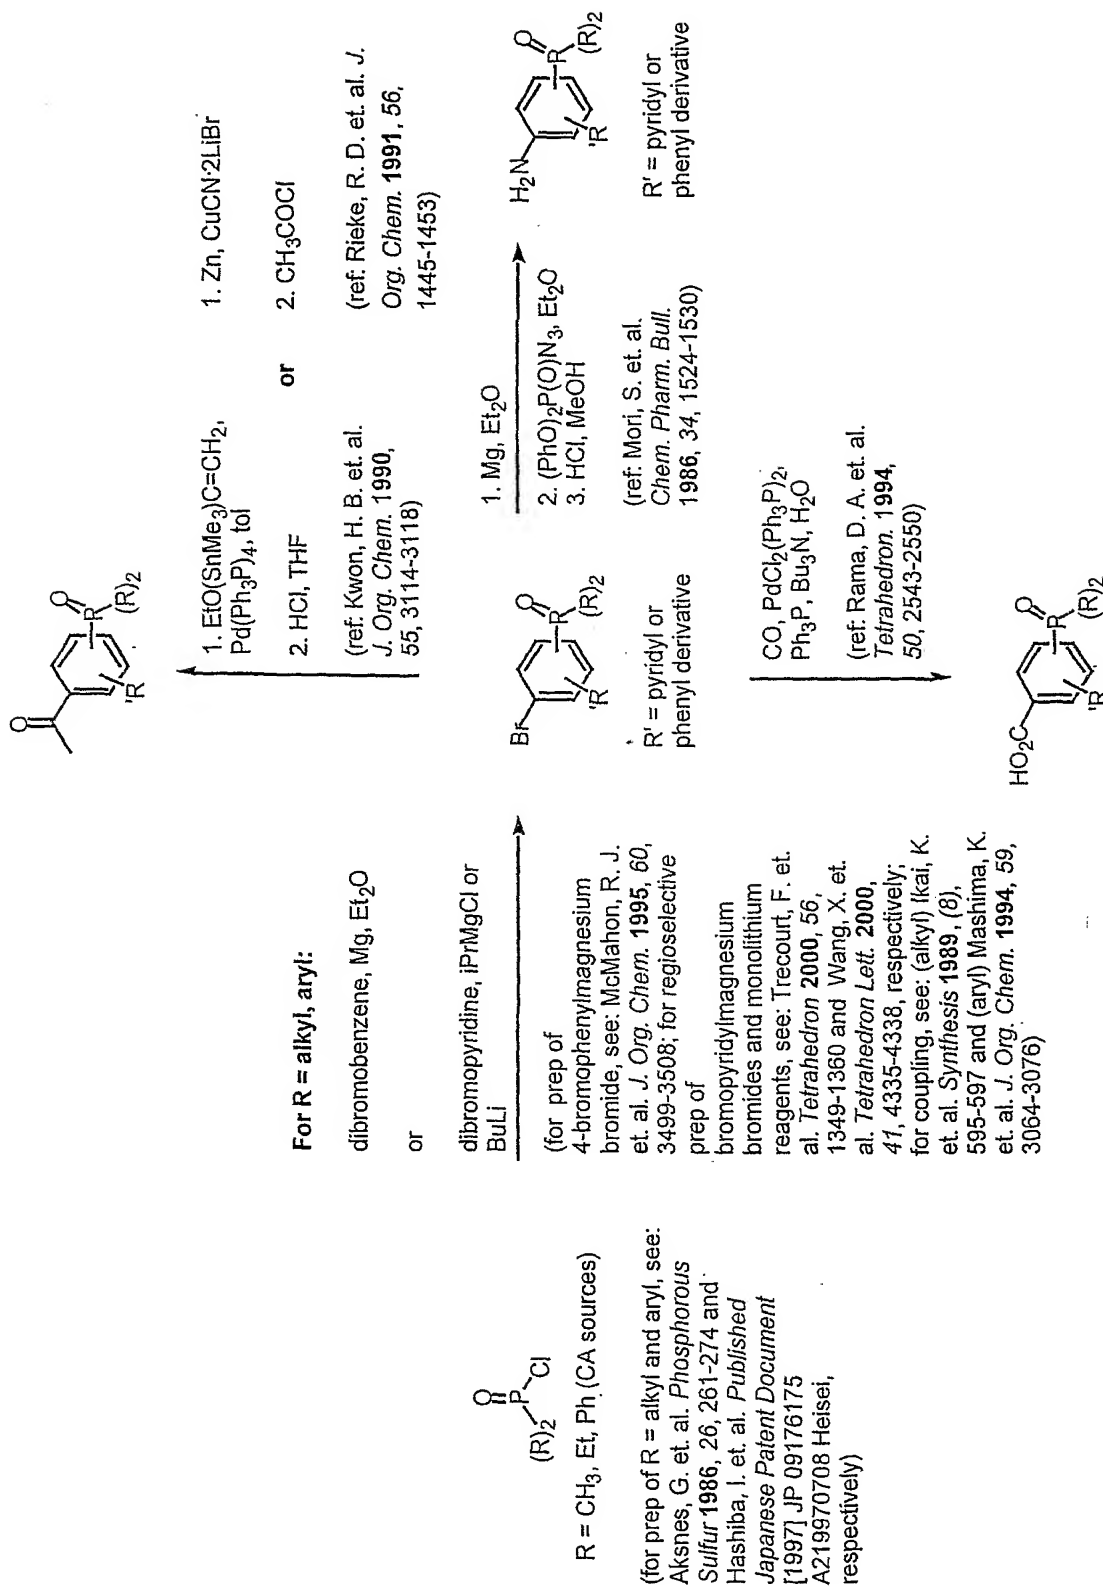 O
P
Cl
(R)2
R = CH3, Et, Ph (CA sources)
(for prep of R = alkyl and aryl, see:
Aksnes, G. et. al. Phosphorous
Sulfur 1986, 26, 261-274 and
Hashiba, I. et. al. Published
Japanese Patent Document
[1997] JP 09176175
A219970708 Heisei,
respectively)
For R = alkyl, aryl:
dibromobenzene, Mg, Et2O
or
dibromopyridine, iPrMgCl or
BuLi
(for prep of
4-bromophenylmagnesium
bromide, see: McMahon, R. J.
et. al. J. Org. Chem. 1995, 60,
3499-3508; for regioselective
prep of
bromopyridylmagnesium
bromides and monolithium
reagents, see: Trecourt, F. et.
al. Tetrahedron 2000, 56,
1349-1360 and Wang, X. et.
al. Tetrahedron Lett. 2000,
41, 4335-4338, respectively;
for coupling, see: (alkyl) Ikai, K.
et. al. Synthesis 1989, (8),
595-597 and (aryl) Mashima, K.
et. al. J. Org. Chem. 1994, 59,
3064-3076)
O
O
P
(R)2
'R
1. EtO(SnMe3)C=CH2,
Pd(Ph3P)4, tol
2. HCl, THF
(ref: Kwon, H. B. et. al.
J. Org. Chem. 1990,
55, 3114-3118)
or
1. Zn, CuCN·2LiBr
2. CH3COCl
(ref: Rieke, R. D. et. al. J.
Org. Chem. 1991, 56,
1445-1453)
Br
O
P
(R)2
'R
R' = pyridyl or
phenyl derivative
1. Mg, Et2O
2. (PhO)2P(O)N3, Et2O
3. HCl, MeOH
(ref: Mori, S. et. al.
Chem. Pharm. Bull.
1986, 34, 1524-1530)
H2N
O
P
(R)2
'R
R' = pyridyl or
phenyl derivative
CO, PdCl2(Ph3P)2,
Ph3P, Bu3N, H2O
(ref: Rama, D. A. et. al.
Tetrahedron. 1994,
50, 2543-2550)
HO2C
O
P
(R)2
'R